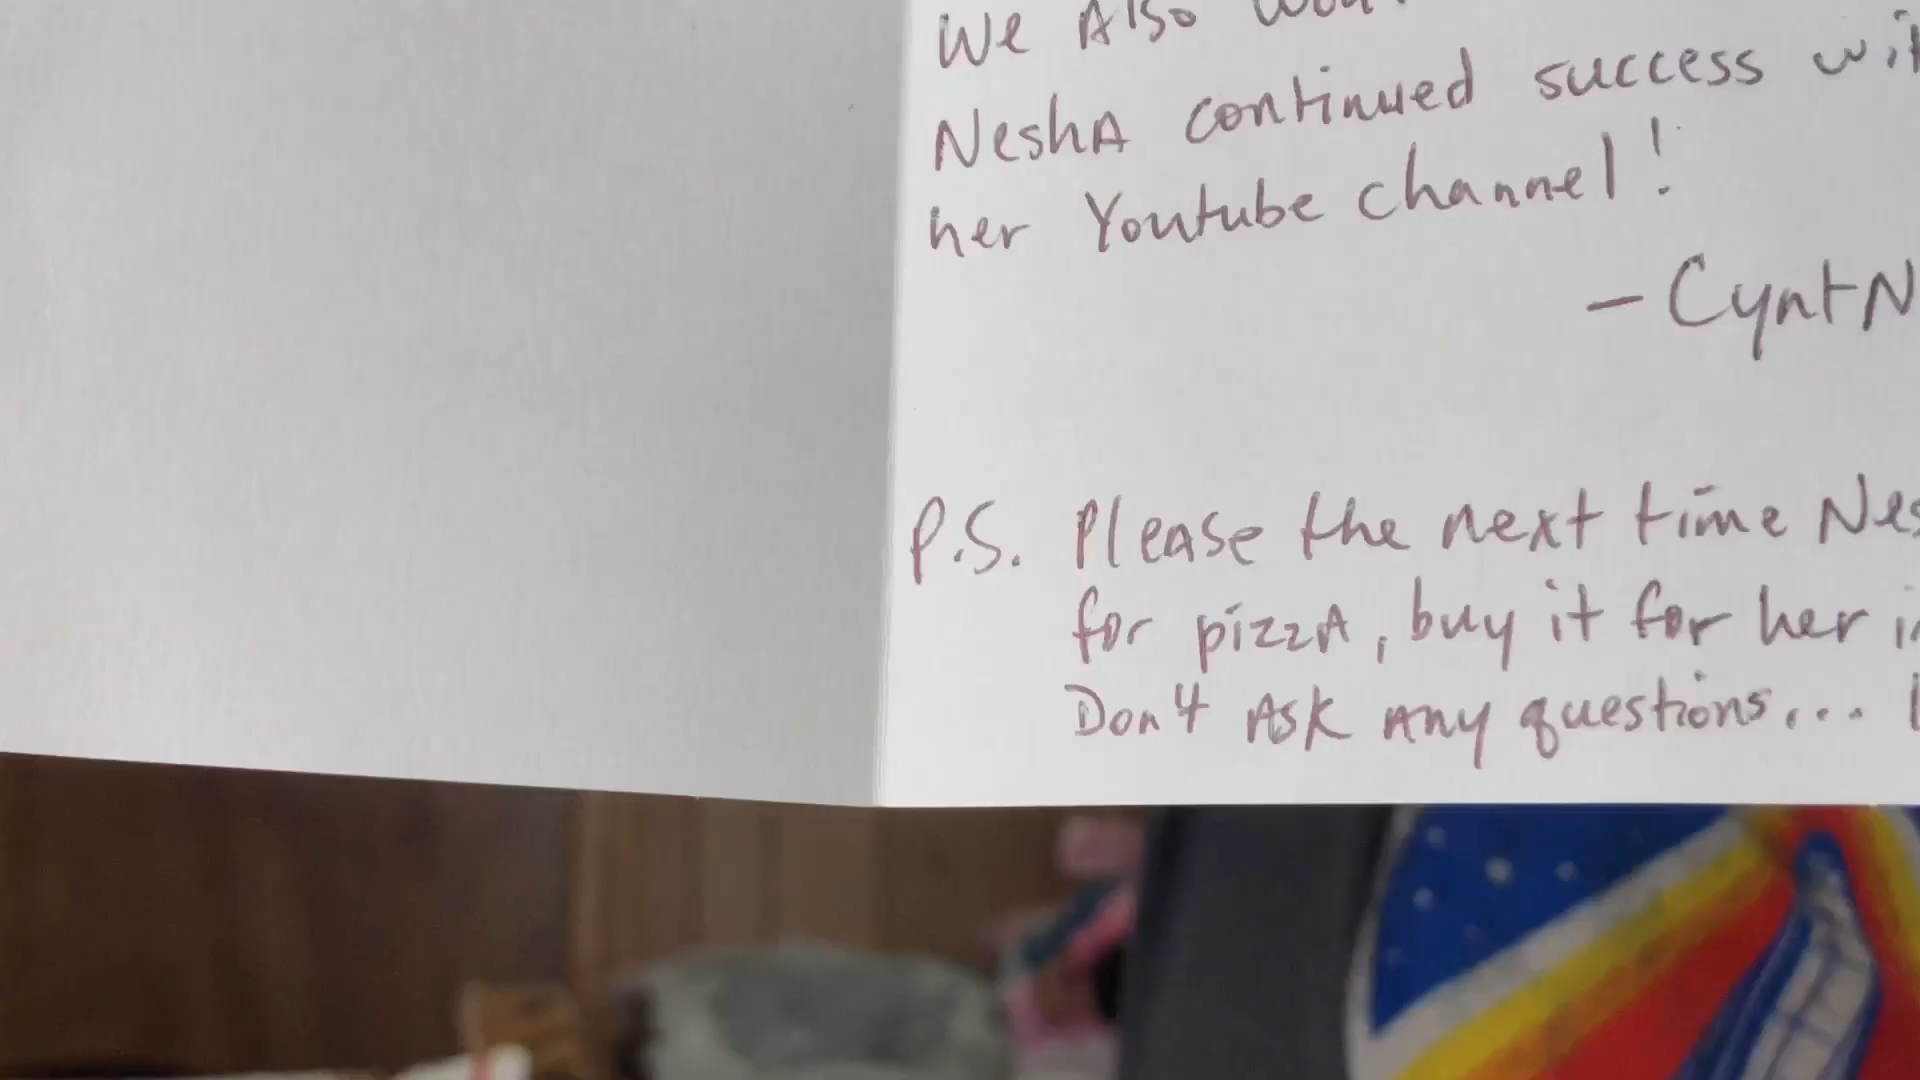 We Also
NeshA continued success
her Youtube channel!
- Cynt N
P.S. Please the next time
for pizzA, buy it for her
Don't Ask Any questions...